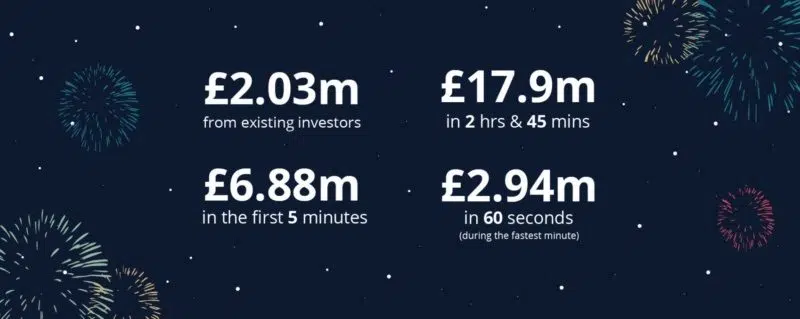 £2.03m
from existing investors
£17.9m
in 2 hrs & 45 mins
£6.88m
in the first 5 minutes
£2.94m
in 60 seconds
(during the fastest minute)